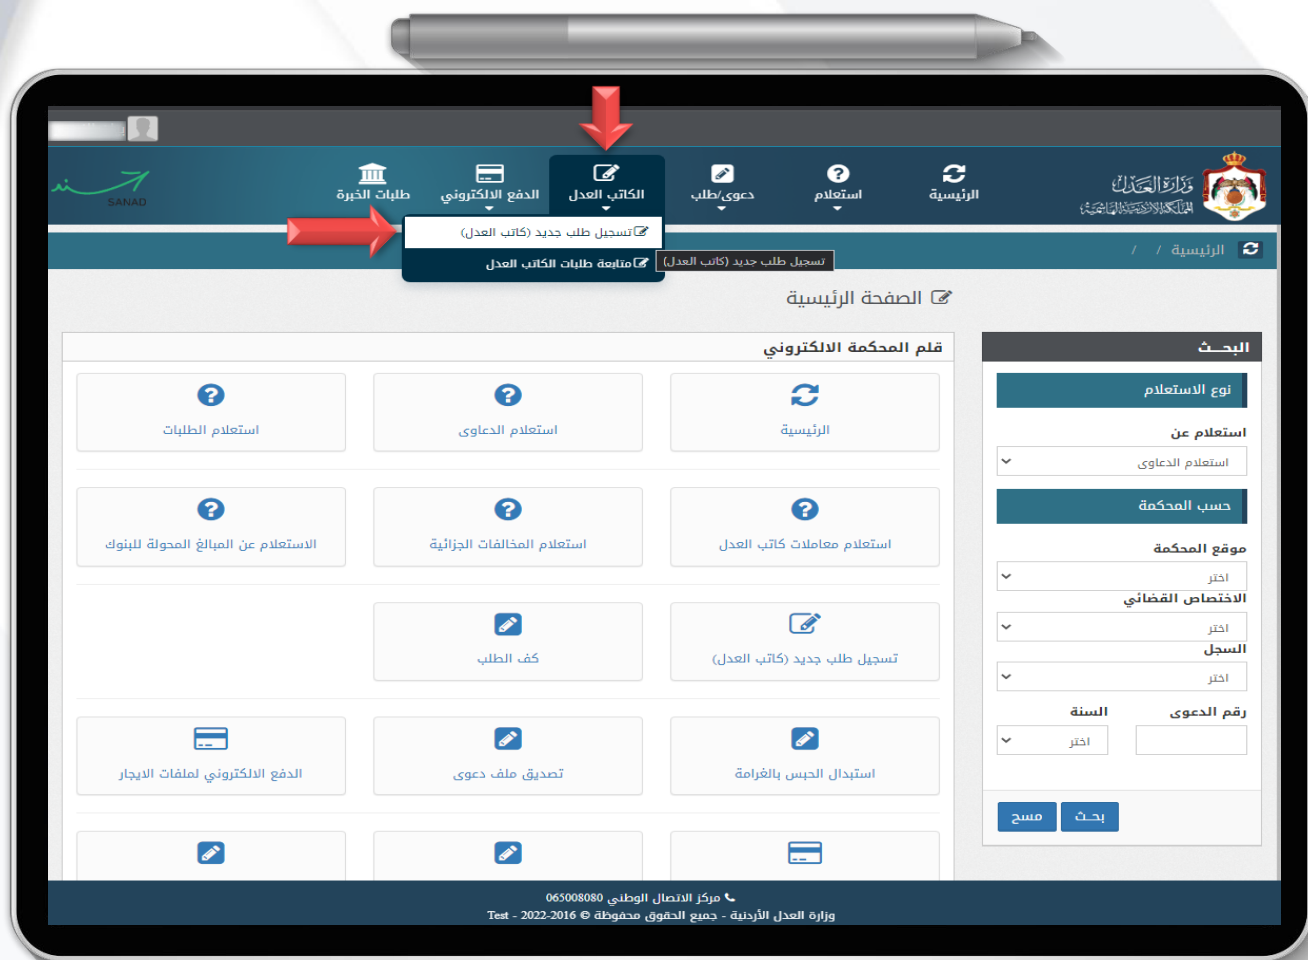 وزارة العدل
المملكة الأردنية الهاشمية
الرئيسية
استعلام
دعوى/طلب
الكاتب العدل
الدفع الالكتروني
طلبات الخبرة
سند
SANAD
تسجيل طلب جديد (كاتب العدل)
متابعة طلبات الكاتب العدل
تسجيل طلب جديد (كاتب العدل)
الرئيسية / /
الصفحة الرئيسية
البحـــث
نوع الاستعلام
استعلام عن
استعلام الدعاوى
حسب المحكمة
موقع المحكمة
اختر
الاختصاص القضائي
اختر
السجل
اختر
رقم الدعوى السنة
اختر
بحــث مسح
قلم المحكمة الالكتروني
الرئيسية
استعلام الدعاوى
استعلام الطلبات
استعلام معاملات كاتب العدل
استعلام المخالفات الجزائية
الاستعلام عن المبالغ المحولة للبنوك
تسجيل طلب جديد (كاتب العدل)
كف الطلب
استبدال الحبس بالغرامة
تصديق ملف دعوى
الدفع الالكتروني لملفات الايجار
مركز الاتصال الوطني 065008080
وزارة العدل الأردنية - جميع الحقوق محفوظة © 2016-2022 - Test